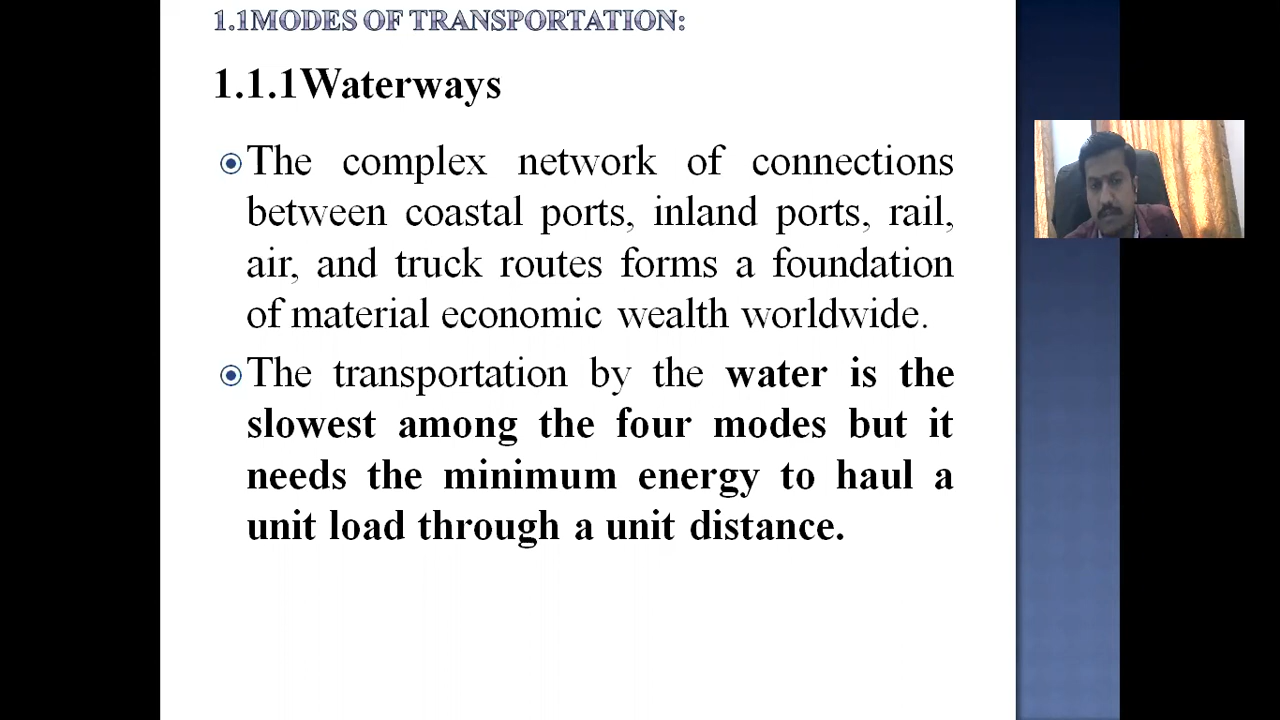 1.1MODES OF TRANSPORTATION:
1.1.1Waterways
The complex network of connections
between coastal ports, inland ports, rail,
air, and truck routes forms a foundation
of material economic wealth worldwide.
The transportation by the water is the
slowest among the four modes but it
needs the minimum energy to haul a
unit load through a unit distance.